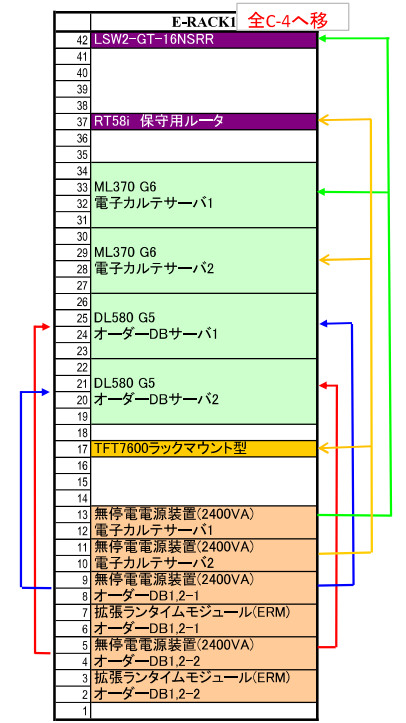 E-RACK1
全C-4へ移
42 LSW2-GT-16NSRR
41
40
39
38
37 RT58i 保守用ルータ
36
35
34
33 ML370 G6
32 電子カルテサーバ1
31
30
29 ML370 G6
28 電子カルテサーバ2
27
26
25 DL580 G5
24 オーダーDBサーバ1
23
22
21 DL580 G5
20 オーダーDBサーバ2
19
18
17 TFT7600ラックマウント型
16
15
14
13 無停電電源装置(2400VA)
12 電子カルテサーバ1
11 無停電電源装置(2400VA)
10 電子カルテサーバ2
9 無停電電源装置(2400VA)
8 オーダーDB1,2-1
7 拡張ランタイムモジュール(ERM)
6 オーダーDB1,2-1
5 無停電電源装置(2400VA)
4 オーダーDB1,2-2
3 拡張ランタイムモジュール(ERM)
2 オーダーDB1,2-2
1